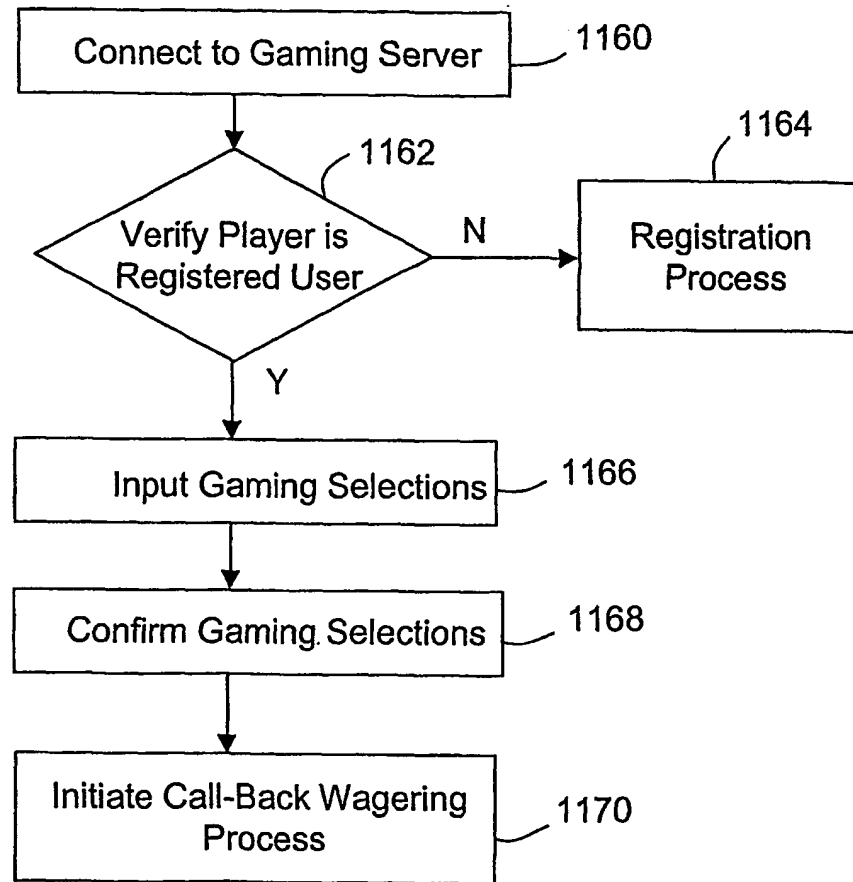 Connect to Gaming Server
1160
1162
1164
Verify Player is
Registered User
N
Registration
Process
Y
Input Gaming Selections
1166
Confirm Gaming Selections
1168
Initiate Call-Back Wagering
Process
1170